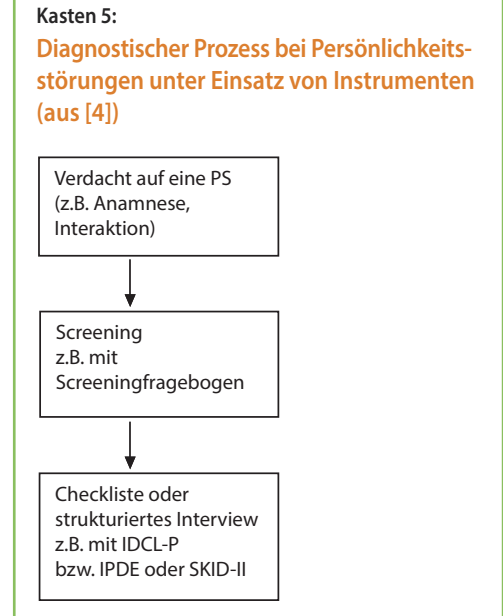 Kasten 5:
Diagnostischer Prozess bei Persönlichkeits-
störungen unter Einsatz von Instrumenten
(aus [4])
Verdacht auf eine PS
(z.B. Anamnese,
Interaktion)
Screening
z.B. mit
Screeningfragebogen
Checkliste oder
strukturiertes Interview
z.B. mit IDCL-P
bzw. IPDE oder SKID-II